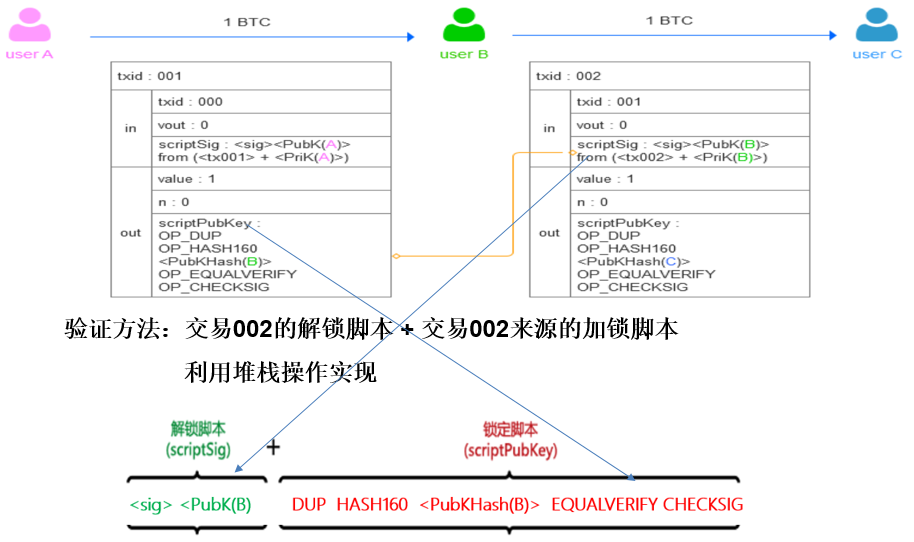 1 BTC
1 BTC
user A
user B
user C
txid : 001
in
txid : 000
vout : 0
scriptSig : <sig><PubK(A)>
from (<tx001> + <PriK(A)>)
out
value : 1
n : 0
scriptPubKey :
OP_DUP
OP_HASH160
<PubKHash(B)>
OP_EQUALVERIFY
OP_CHECKSIG
txid : 002
in
txid : 001
vout : 0
scriptSig : <sig><PubK(B)>
from (<tx002> + <PriK(B)>)
out
value : 1
n : 0
scriptPubKey :
OP_DUP
OP_HASH160
<PubKHash(C)>
OP_EQUALVERIFY
OP_CHECKSIG
验证方法：交易002的解锁脚本 + 交易002来源的加锁脚本
利用堆栈操作实现
解锁脚本
(scriptSig)
+
锁定脚本
(scriptPubKey)
<sig> <PubK(B) DUP HASH160 <PubKHash(B)> EQUALVERIFY CHECKSIG